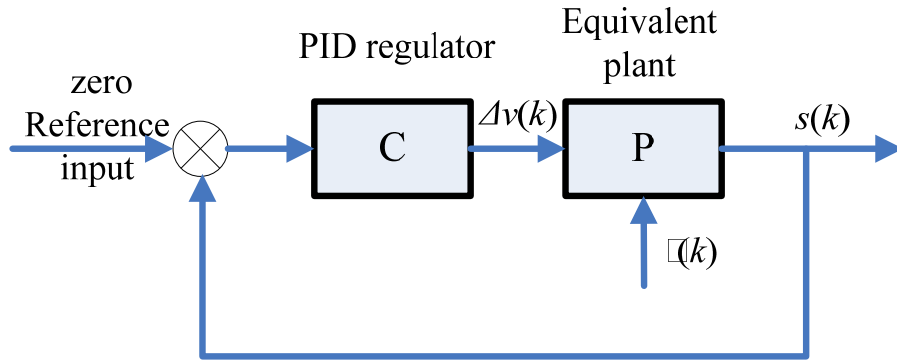 PID regulator
Equivalent
plant
zero
Reference
input
C
Δv(k)
P
s(k)
(k)